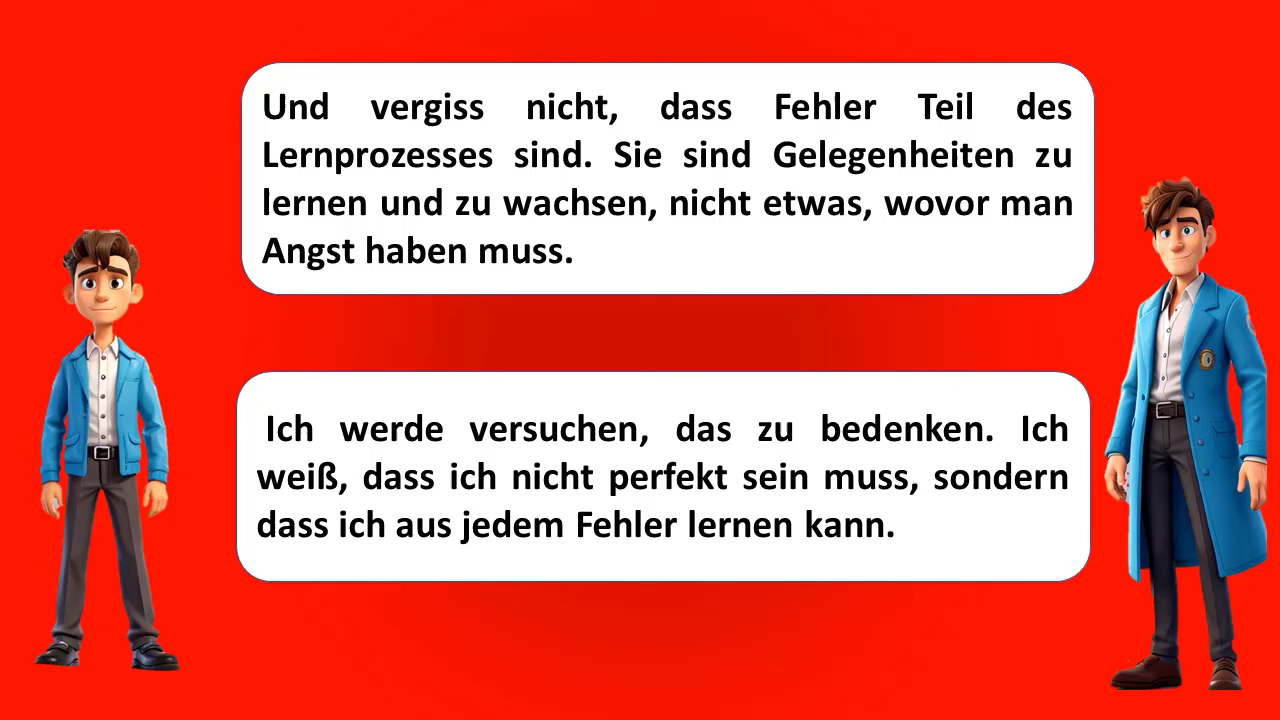 Und vergiss nicht, dass Fehler Teil des
Lernprozesses sind. Sie sind Gelegenheiten zu
lernen und zu wachsen, nicht etwas, wovor man
Angst haben muss.
Ich werde versuchen, das zu bedenken. Ich
weiß, dass ich nicht perfekt sein muss, sondern
dass ich aus jedem Fehler lernen kann.